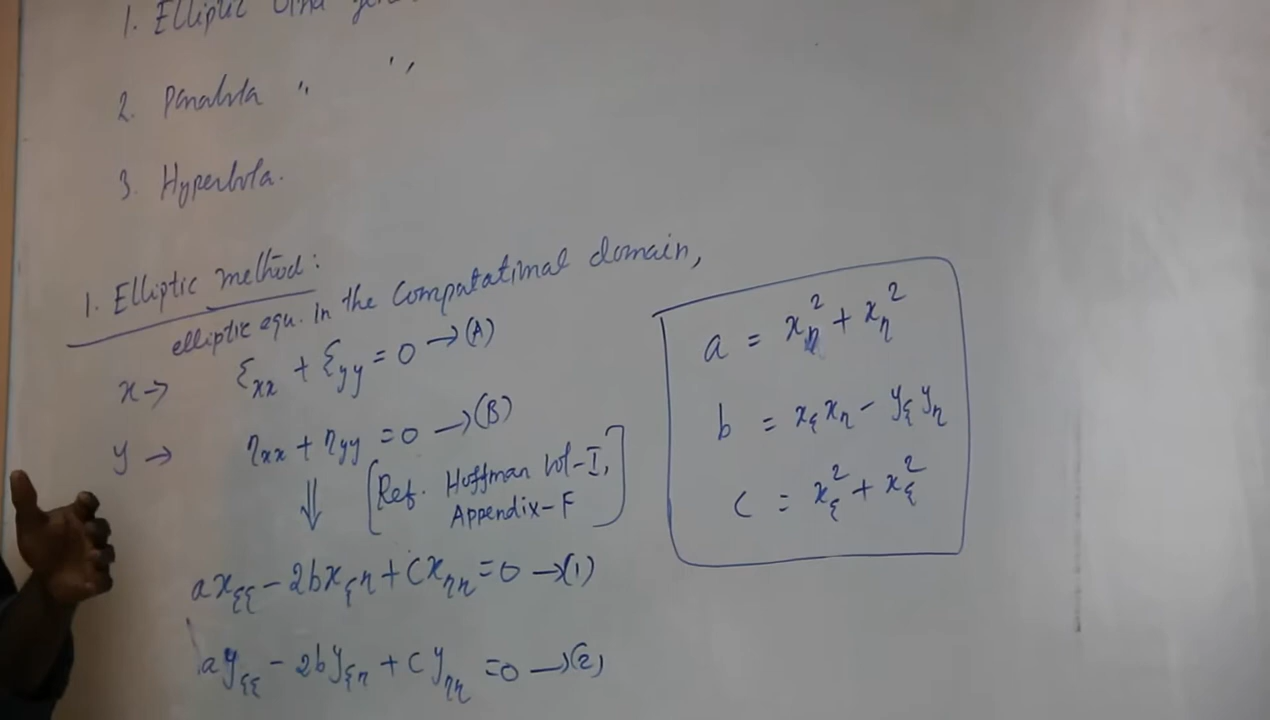 1. Elliptic Grid
2. Parabola " "
3. Hyperbola.
1. Elliptic method:
elliptic equ. In the Computatimal domain,
x → ξxx + ξyy = 0 → (A)
y → ηxx + ηyy = 0 → (B)
⇓ [Ref. Hoffman Vol-I,
Appendix-F]
axξξ - 2bxξη + cxηη = 0 → (1)
ayξξ - 2byξη + cyηη = 0 → (2)
a = xη² + xη²
b = xξxη - yξyη
c = xξ² + xξ²